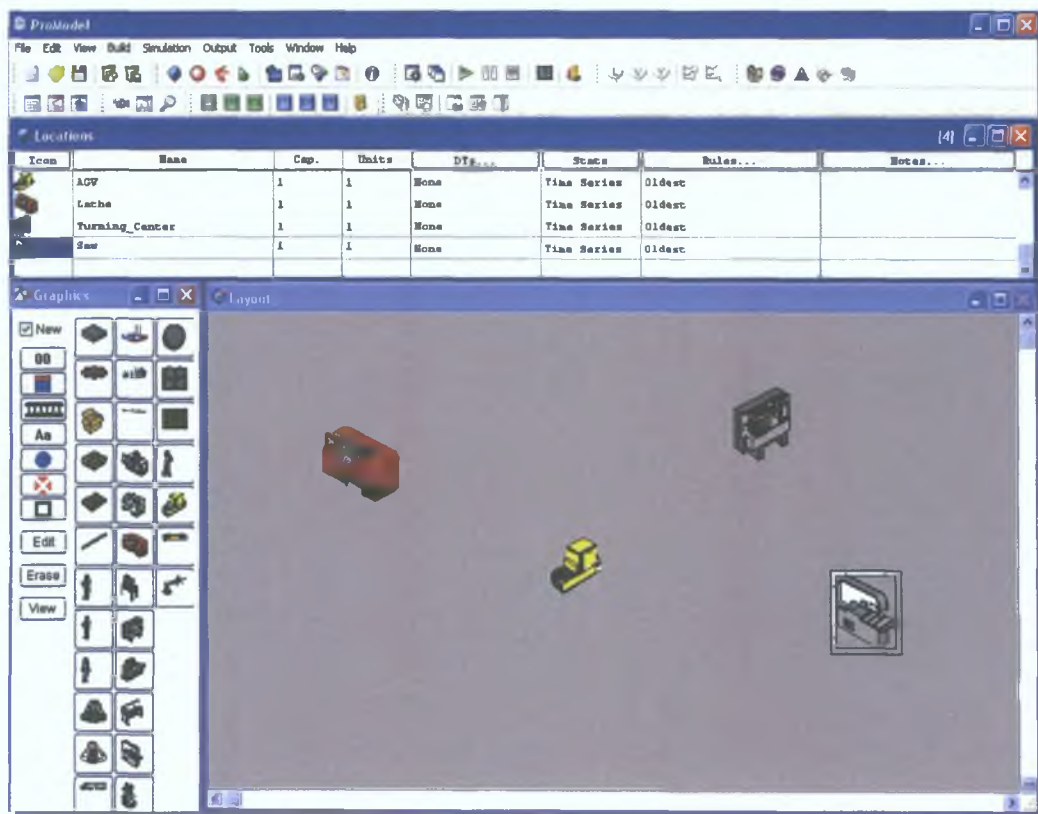 ProModel
File Edit View Build Simulation Output Tools Window Help
Locations [4]
Icon Name Cap. Units DTs... Stats Rules... Notes...
AGV 1 1 None Time Series Oldest
Lathe 1 1 None Time Series Oldest
Turning_Center 1 1 None Time Series Oldest
Saw 1 1 None Time Series Oldest
Graphics
Layout
New
00
Aa
Edit
Erase
View